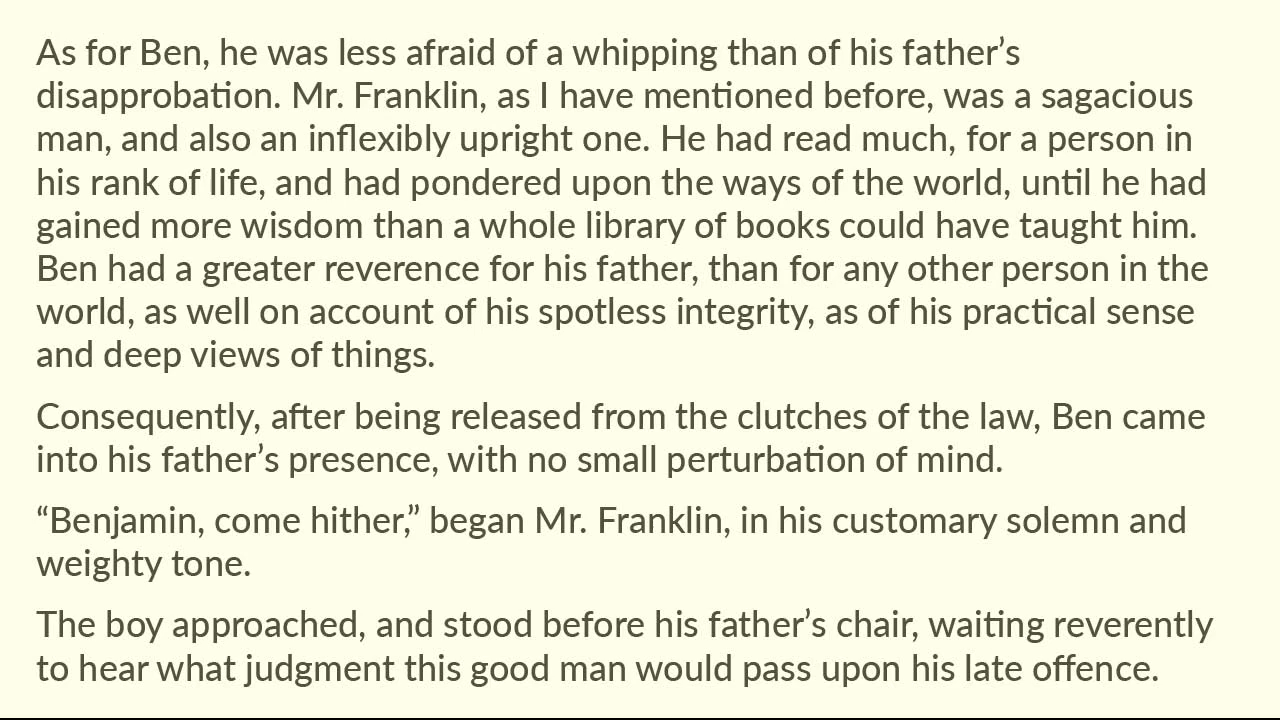 As for Ben, he was less afraid of a whipping than of his father’s
disapprobation. Mr. Franklin, as I have mentioned before, was a sagacious
man, and also an inflexibly upright one. He had read much, for a person in
his rank of life, and had pondered upon the ways of the world, until he had
gained more wisdom than a whole library of books could have taught him.
Ben had a greater reverence for his father, than for any other person in the
world, as well on account of his spotless integrity, as of his practical sense
and deep views of things.
Consequently, after being released from the clutches of the law, Ben came
into his father’s presence, with no small perturbation of mind.
“Benjamin, come hither,” began Mr. Franklin, in his customary solemn and
weighty tone.
The boy approached, and stood before his father’s chair, waiting reverently
to hear what judgment this good man would pass upon his late offence.